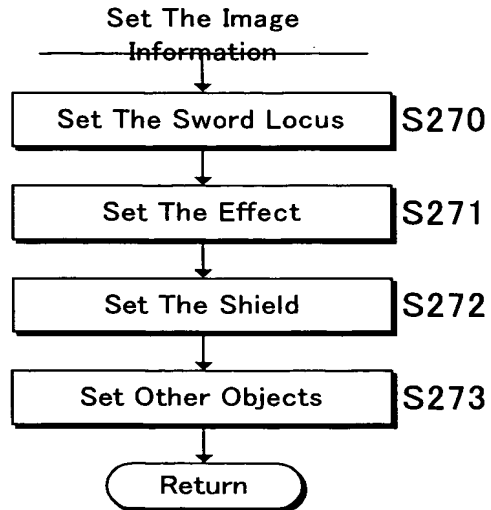 Set The Image
Information
Set The Sword Locus
S270
Set The Effect
S271
Set The Shield
S272
Set Other Objects
S273
Return